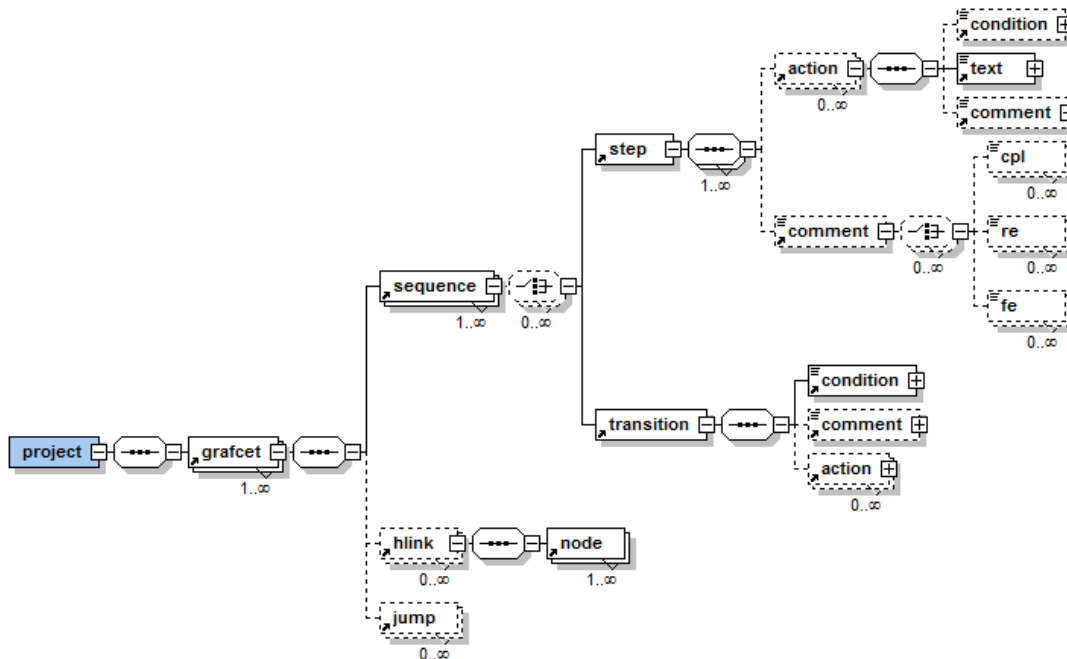 condition
action
text
0..∞
comment
step
cpl
1..∞
0..∞
comment
re
0..∞
0..∞
sequence
fe
1..∞
0..∞
0..∞
condition
transition
comment
project
grafcet
action
1..∞
0..∞
hlink
node
0..∞
1..∞
jump
0..∞